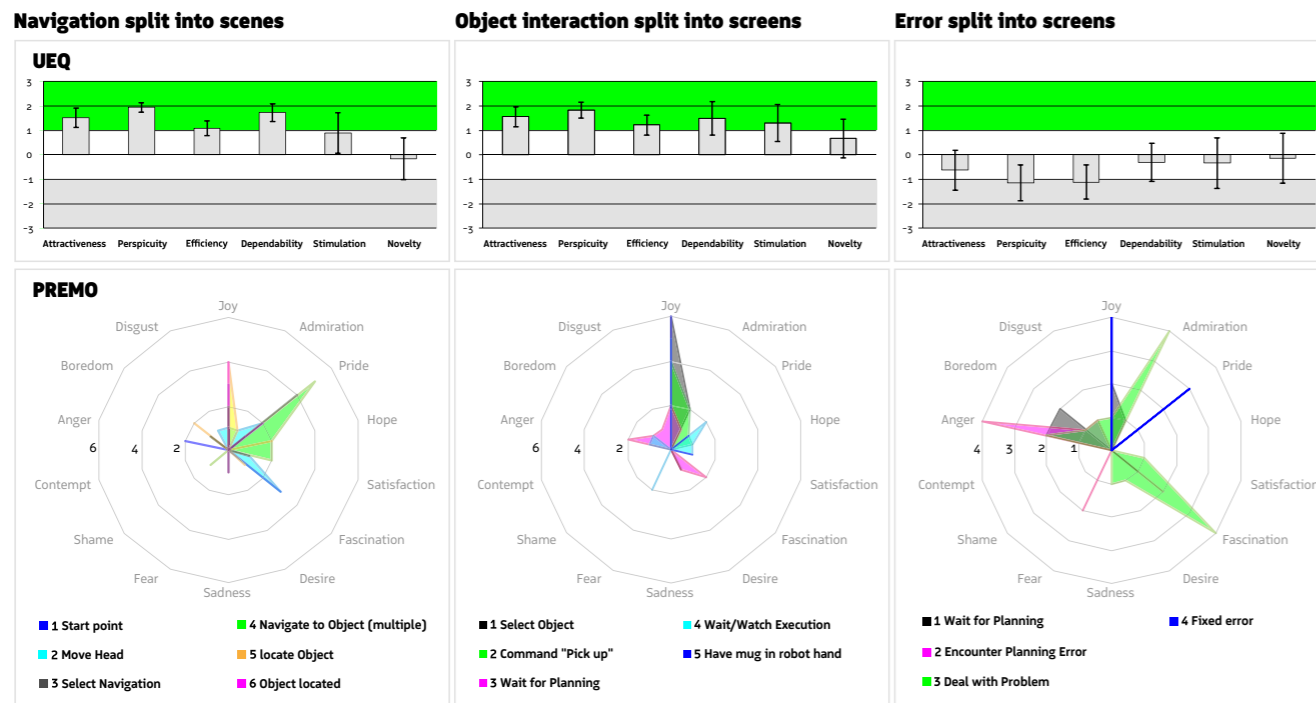 Navigation split into scenes
Object interaction split into screens
Error split into screens
UEQ
3
2
1
0
-1
-2
-3
Attractiveness Perspicuity Efficiency Dependability Stimulation Novelty
3
2
1
0
-1
-2
-3
Attractiveness Perspicuity Efficiency Dependability Stimulation Novelty
3
2
1
0
-1
-2
-3
Attractiveness Perspicuity Efficiency Dependability Stimulation Novelty
PREMO
Joy
Disgust Admiration
Boredom Pride
Anger Hope
6 4 2
Contempt Satisfaction
Shame Fascination
Fear Desire
Sadness
1 Start point
2 Move Head
3 Select Navigation
4 Navigate to Object (multiple)
5 locate Object
6 Object located
Joy
Disgust Admiration
Boredom Pride
Anger Hope
6 4 2
Contempt Satisfaction
Shame Fascination
Fear Desire
Sadness
1 Select Object
2 Command "Pick up"
3 Wait for Planning
4 Wait/Watch Execution
5 Have mug in robot hand
Joy
Disgust Admiration
Boredom Pride
Anger Hope
4 3 2 1
Contempt Satisfaction
Shame Fascination
Fear Desire
Sadness
1 Wait for Planning
2 Encounter Planning Error
3 Deal with Problem
4 Fixed error